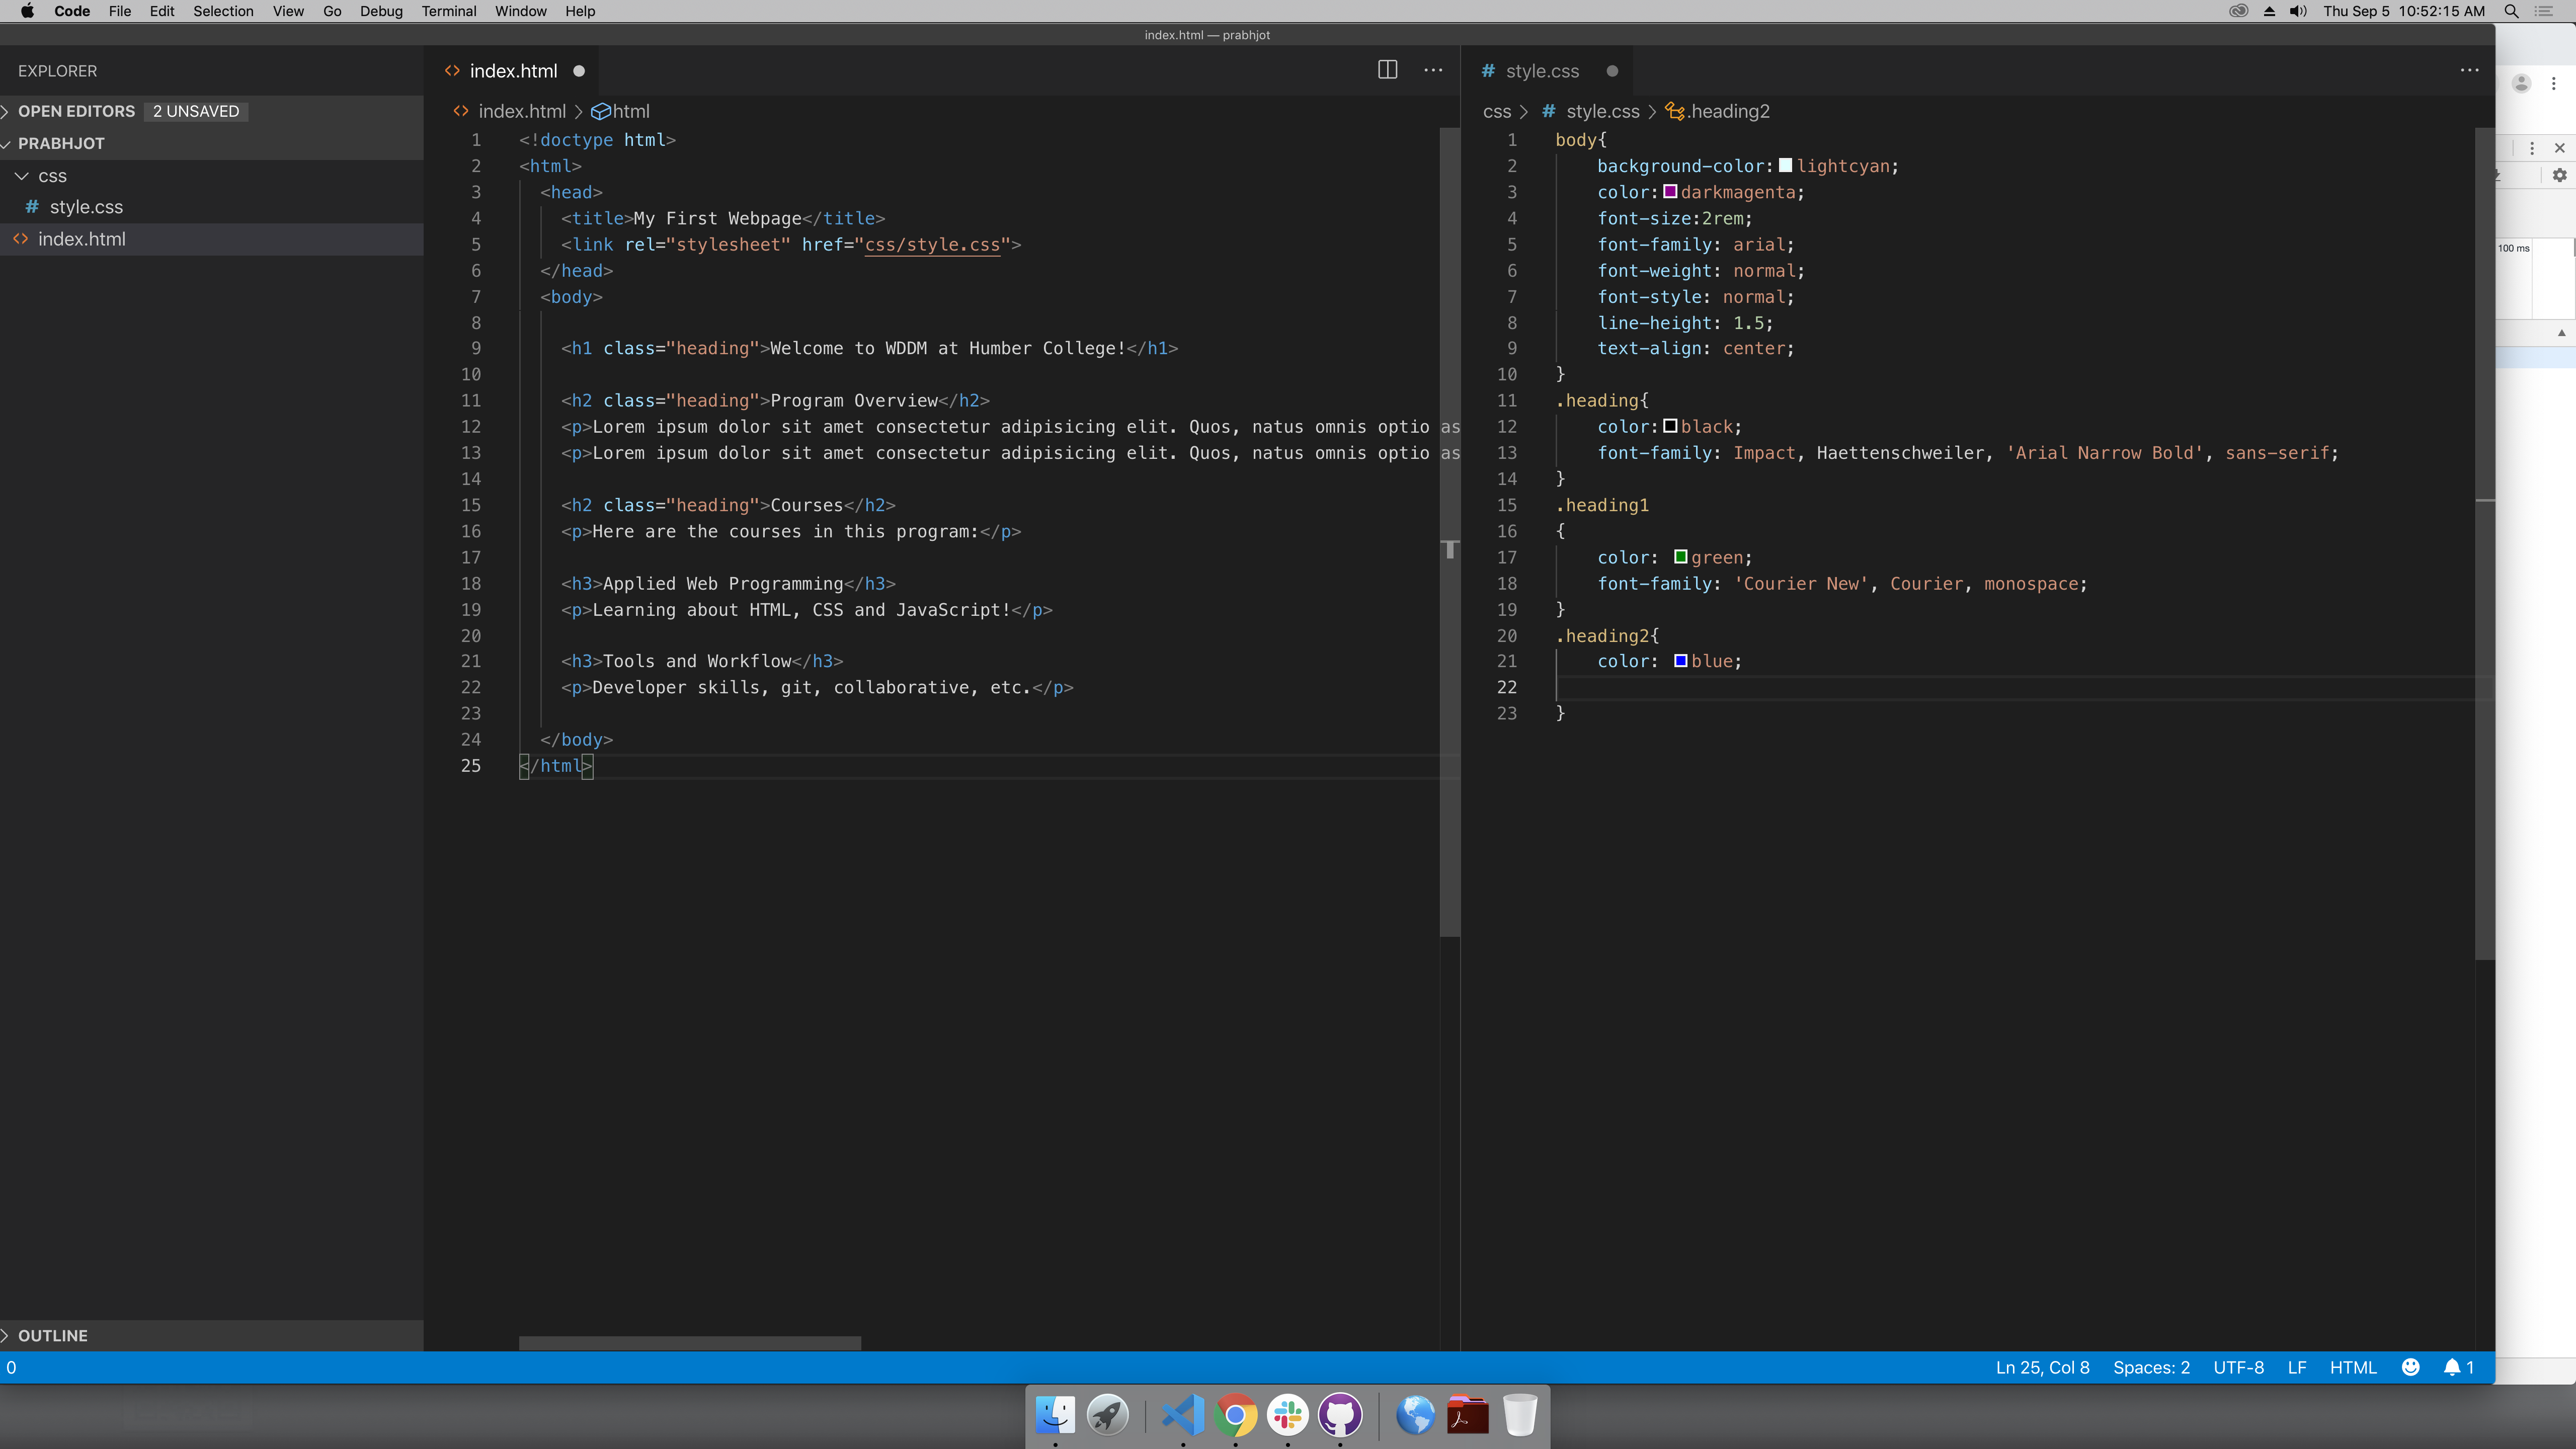 Code File Edit Selection View Go Debug Terminal Window Help Thu Sep 5 10:52:15 AM
index.html — prabhjot
EXPLORER
OPEN EDITORS 2 UNSAVED
PRABHJOT
css
# style.css
<> index.html
OUTLINE
<> index.html
<> index.html > html
1 <!doctype html>
2 <html>
3 <head>
4 <title>My First Webpage</title>
5 <link rel="stylesheet" href="css/style.css">
6 </head>
7 <body>
8
9 <h1 class="heading">Welcome to WDDM at Humber College!</h1>
10
11 <h2 class="heading">Program Overview</h2>
12 <p>Lorem ipsum dolor sit amet consectetur adipisicing elit. Quos, natus omnis optio as
13 <p>Lorem ipsum dolor sit amet consectetur adipisicing elit. Quos, natus omnis optio as
14
15 <h2 class="heading">Courses</h2>
16 <p>Here are the courses in this program:</p>
17
18 <h3>Applied Web Programming</h3>
19 <p>Learning about HTML, CSS and JavaScript!</p>
20
21 <h3>Tools and Workflow</h3>
22 <p>Developer skills, git, collaborative, etc.</p>
23
24 </body>
25 </html>
# style.css
css > # style.css > .heading2
1 body{
2 background-color: lightcyan;
3 color: darkmagenta;
4 font-size:2rem;
5 font-family: arial;
6 font-weight: normal;
7 font-style: normal;
8 line-height: 1.5;
9 text-align: center;
10 }
11 .heading{
12 color: black;
13 font-family: Impact, Haettenschweiler, 'Arial Narrow Bold', sans-serif;
14 }
15 .heading1
16 {
17 color: green;
18 font-family: 'Courier New', Courier, monospace;
19 }
20 .heading2{
21 color: blue;
22
23 }
100 ms
0 Ln 25, Col 8 Spaces: 2 UTF-8 LF HTML 1